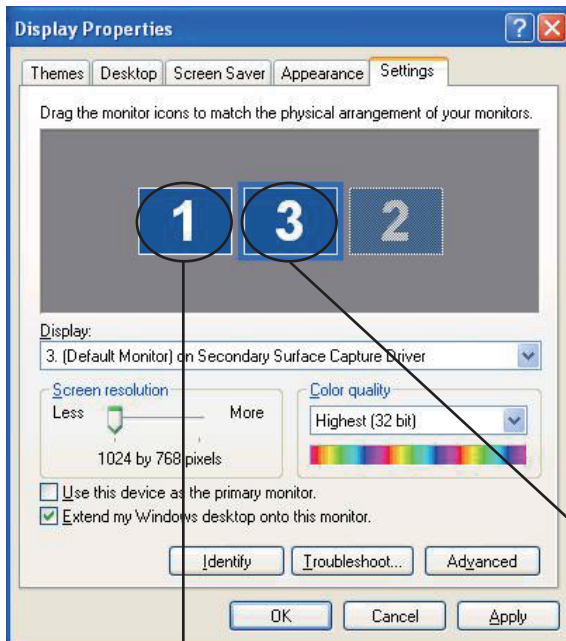 Display Properties
Themes Desktop Screen Saver Appearance Settings
Drag the monitor icons to match the physical arrangement of your monitors.
1 3 2
Display:
3. (Default Monitor) on Secondary Surface Capture Driver
Screen resolution Color quality
Less More Highest (32 bit)
1024 by 768 pixels
Use this device as the primary monitor.
Extend my Windows desktop onto this monitor.
Identify Troubleshoot... Advanced
OK Cancel Apply